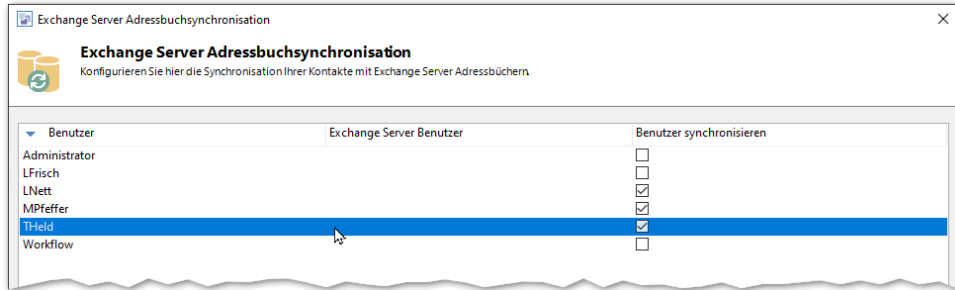 Exchange Server Adressbuchsynchronisation
Exchange Server Adressbuchsynchronisation
Konfigurieren Sie hier die Synchronisation Ihrer Kontakte mit Exchange Server Adressbüchern.
Benutzer Exchange Server Benutzer Benutzer synchronisieren
Administrator
LFrisch
LNett
MPfeffer
THeld
Workflow